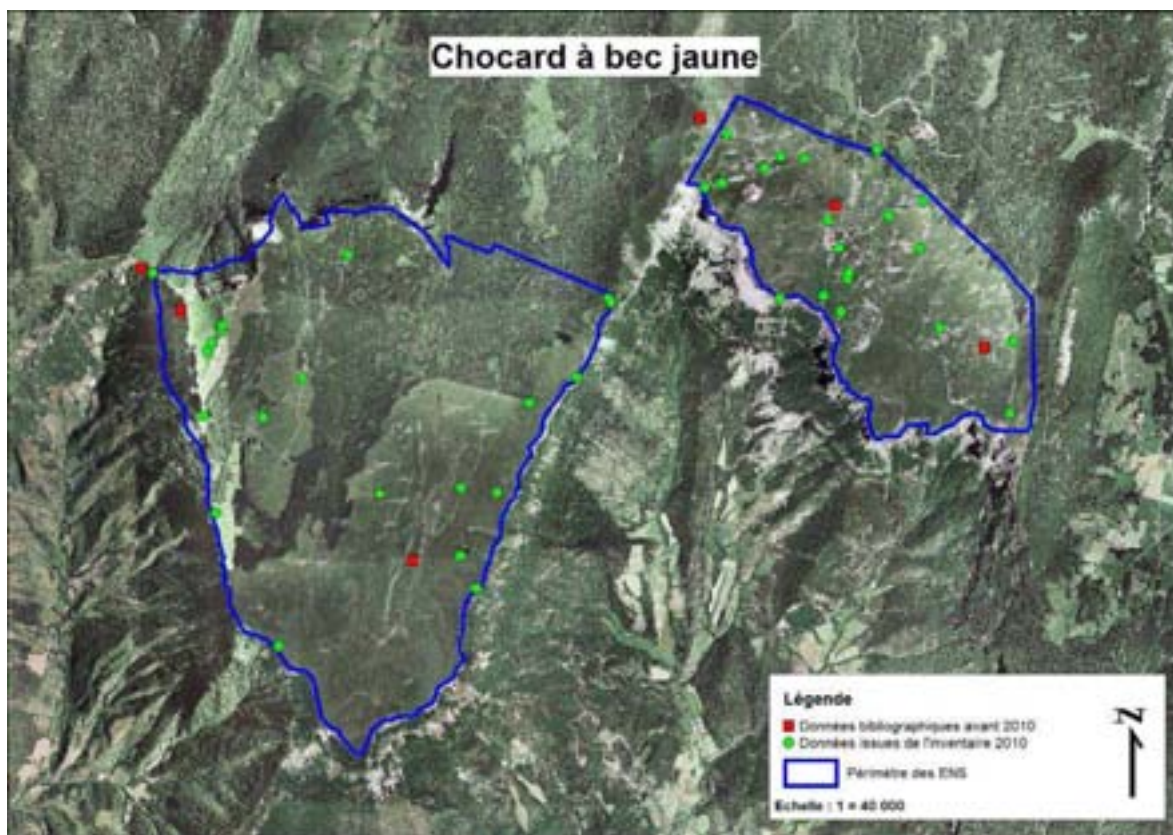 Chocard à bec jaune
Légende
Données bibliographiques avant 2010
Données issues de l'inventaire 2010
Périmètre des ENS
Echelle : 1 = 40 000
N